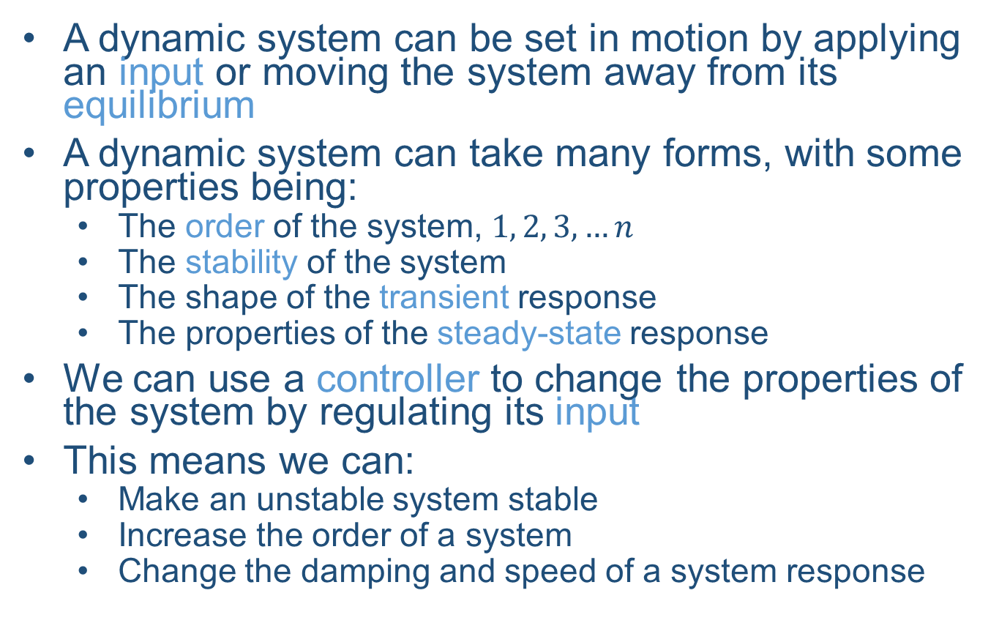 • A dynamic system can be set in motion by applying
an input or moving the system away from its
equilibrium
• A dynamic system can take many forms, with some
properties being:
• The order of the system, 1, 2, 3, … n
• The stability of the system
• The shape of the transient response
• The properties of the steady-state response
• We can use a controller to change the properties of
the system by regulating its input
• This means we can:
• Make an unstable system stable
• Increase the order of a system
• Change the damping and speed of a system response